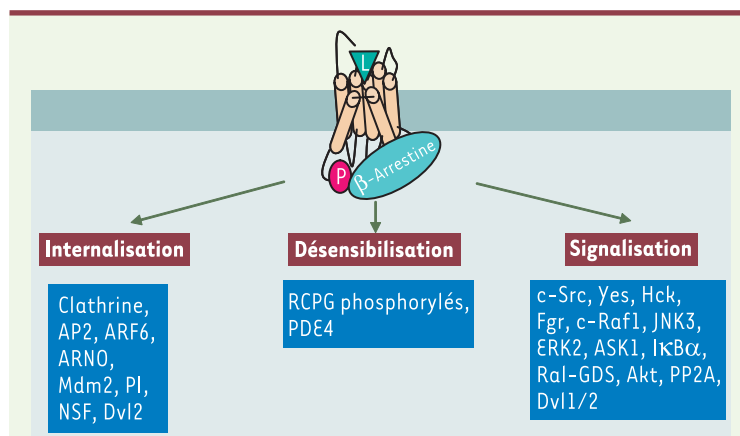 L
P
β-Arrestine
Internalisation
Désensibilisation
Signalisation
Clathrine,
AP2, ARF6,
ARNO,
Mdm2, PI,
NSF, Dvl2
RCPG phosphorylés,
PDE4
c-Src, Yes, Hck,
Fgr, c-Raf1, JNK3,
ERK2, ASK1, IκBα,
Ral-GDS, Akt, PP2A,
Dvl1/2